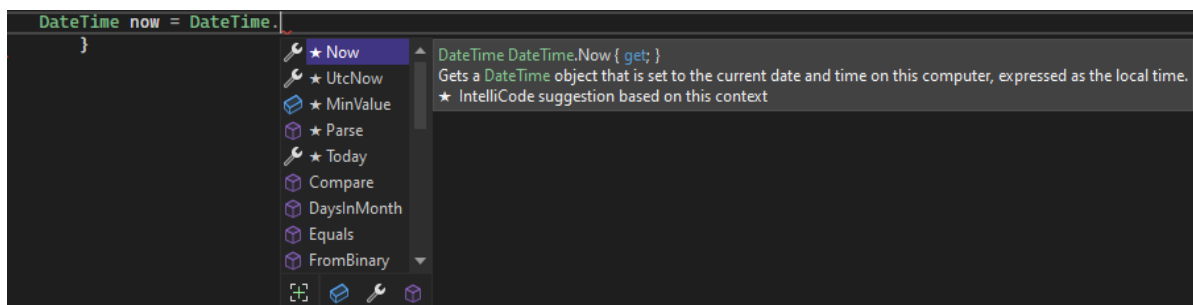 DateTime now = DateTime.
}
★ Now
★ UtcNow
★ MinValue
★ Parse
★ Today
Compare
DaysInMonth
Equals
FromBinary
DateTime DateTime.Now { get; }
Gets a DateTime object that is set to the current date and time on this computer, expressed as the local time.
★ IntelliCode suggestion based on this context